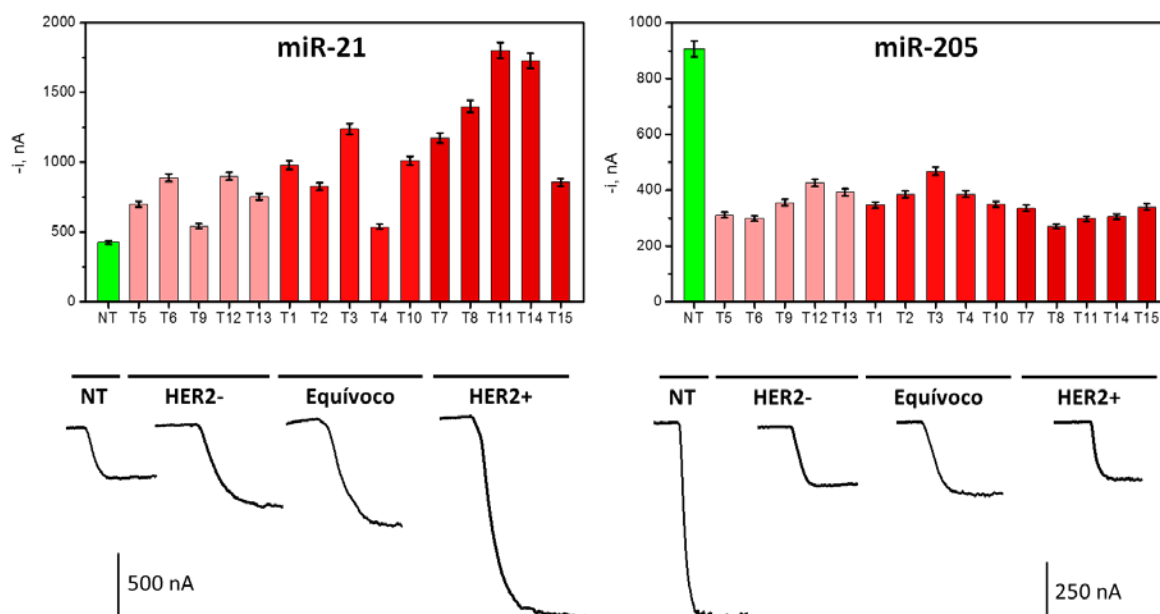 miR-21
-i, nA
2000
1500
1000
500
0
NT T5 T6 T9 T12 T13 T1 T2 T3 T4 T10 T7 T8 T11 T14 T15
NT HER2- Equívoco HER2+
500 nA
miR-205
-i, nA
1000
800
600
400
200
0
NT T5 T6 T9 T12 T13 T1 T2 T3 T4 T10 T7 T8 T11 T14 T15
NT HER2- Equívoco HER2+
250 nA